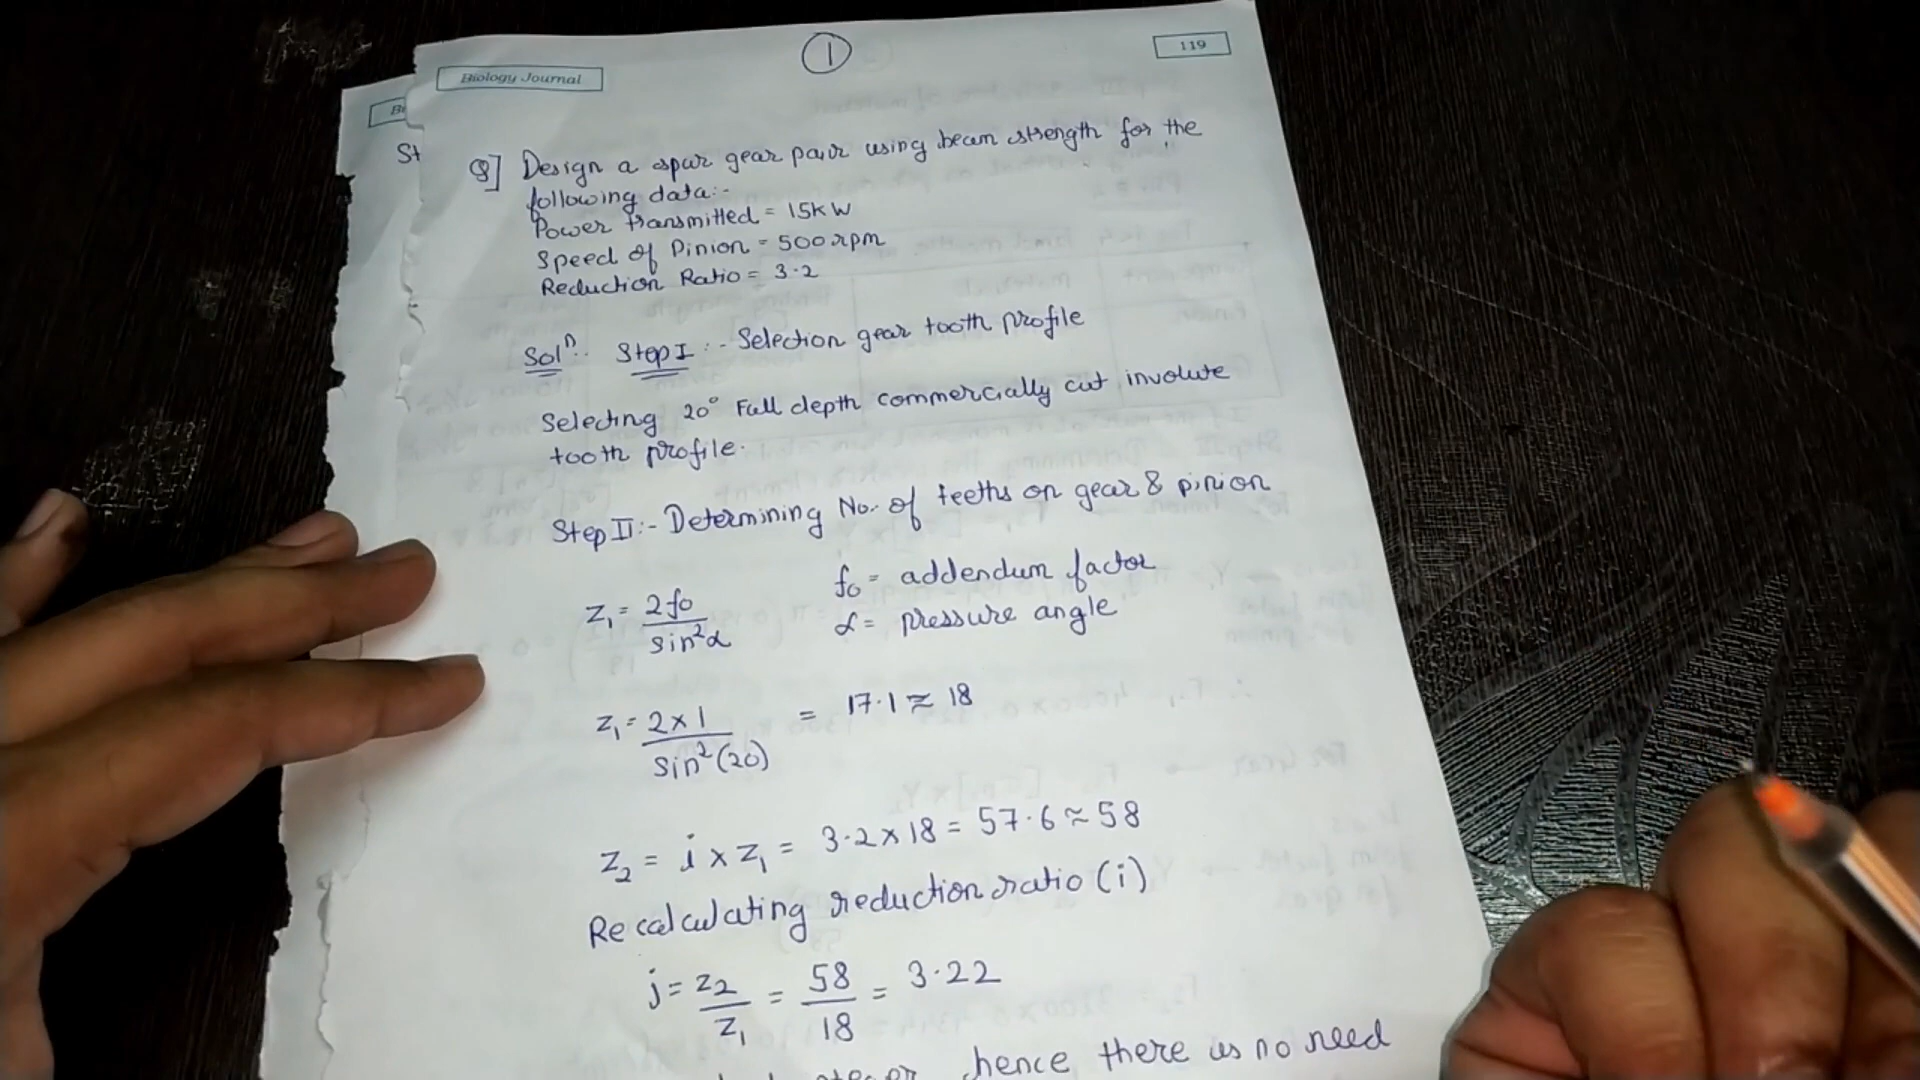 1
119
Biology Journal
Bi
St
Q] Design a spur gear pair using beam strength for the
following data:-
Power transmitted = 15kW
Speed of Pinion = 500 rpm
Reduction Ratio = 3.2
Solⁿ:. Step I :- Selection gear tooth profile
Selecting 20° Full depth commercially cut involute
tooth profile.
Step II:- Determining No. of teeths on gear & pinion
z₁ = 2fo / sin²α
fo = addendum factor
α = pressure angle
z₁ = 2 × 1 / sin²(20) = 17.1 ≈ 18
z₂ = i × z₁ = 3.2 × 18 = 57.6 ≈ 58
Recalculating reduction ratio (i)
i = z₂ / z₁ = 58 / 18 = 3.22
hence there is no need